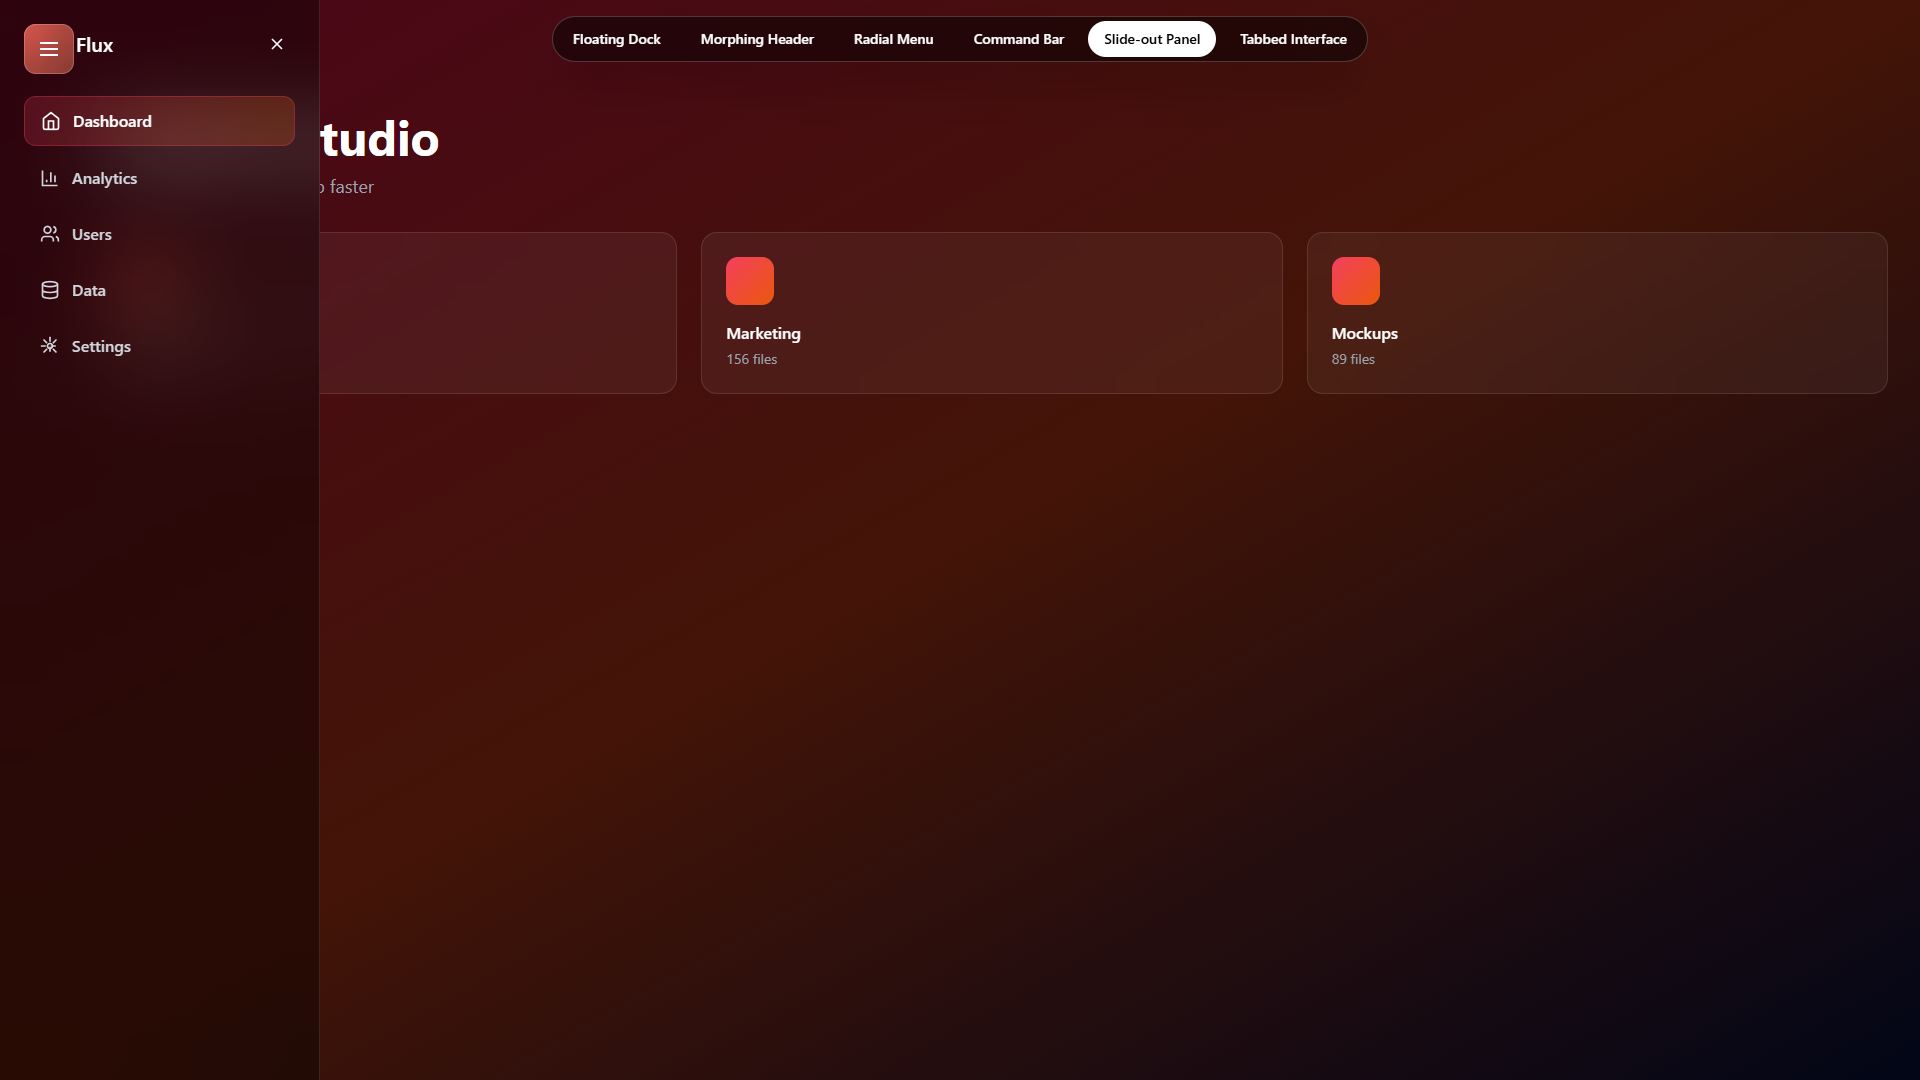 Flux
Floating Dock
Morphing Header
Radial Menu
Command Bar
Slide-out Panel
Tabbed Interface
Dashboard
Analytics
Users
Data
Settings
tudio
faster
Marketing
156 files
Mockups
89 files